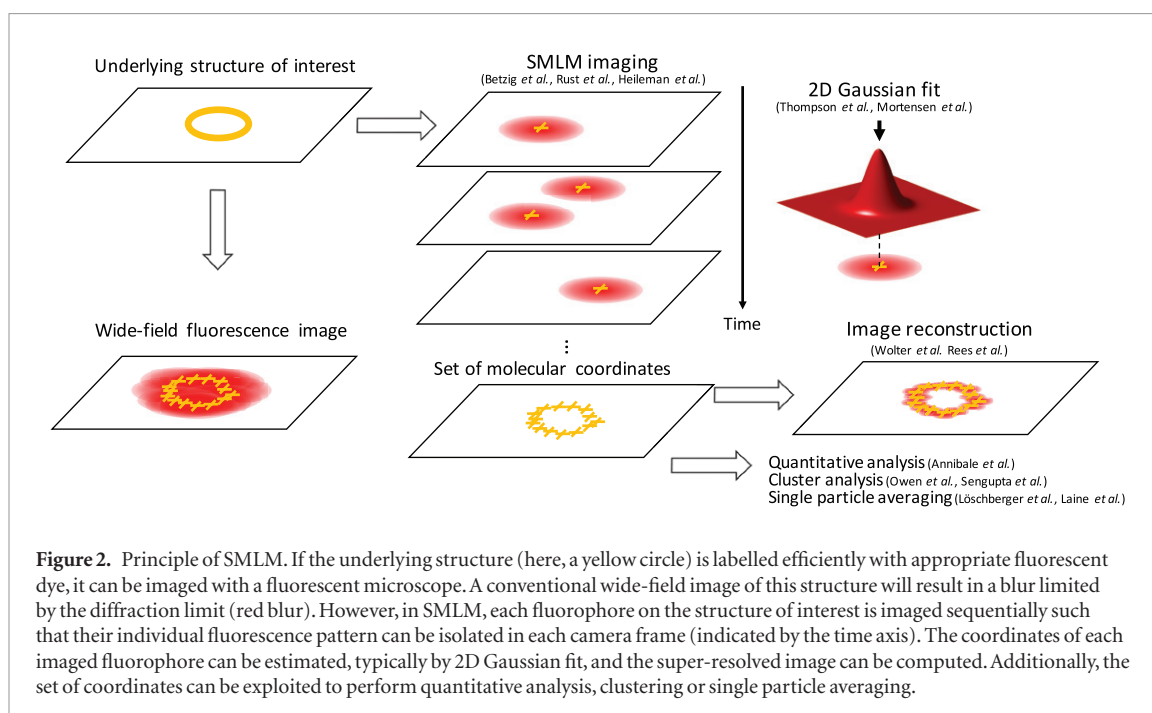 Underlying structure of interest
SMLM imaging
(Betzig et al., Rust et al., Heileman et al.)
2D Gaussian fit
(Thompson et al., Mortensen et al.)
Time
Wide-field fluorescence image
Set of molecular coordinates
Image reconstruction
(Wolter et al. Rees et al.)
Quantitative analysis (Annibale et al.)
Cluster analysis (Owen et al., Sengupta et al.)
Single particle averaging (Löschberger et al., Laine et al.)
Figure 2. Principle of SMLM. If the underlying structure (here, a yellow circle) is labelled efficiently with appropriate fluorescent
dye, it can be imaged with a fluorescent microscope. A conventional wide-field image of this structure will result in a blur limited
by the diffraction limit (red blur). However, in SMLM, each fluorophore on the structure of interest is imaged sequentially such
that their individual fluorescence pattern can be isolated in each camera frame (indicated by the time axis). The coordinates of each
imaged fluorophore can be estimated, typically by 2D Gaussian fit, and the super-resolved image can be computed. Additionally, the
set of coordinates can be exploited to perform quantitative analysis, clustering or single particle averaging.